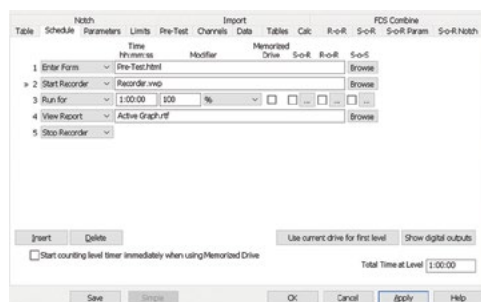 Notch Import FDS Combine
Table Schedule Parameters Limits Pre-Test Channels Data Tables Calc R-o-R S-o-R S-o-R Param S-o-R Notch
Time Memorized
hh:mm:ss Modifier Drive S-o-R R-o-R S-o-S
1 Enter Form Pre-Test.html Browse
» 2 Start Recorder Recorder.vwp Browse
3 Run for 1:00:00 100 % ... ... ...
4 View Report Active Graph.rtf Browse
5 Stop Recorder
Insert Delete Use current drive for first level Show digital outputs
Start counting level timer immediately when using Memorized Drive
Total Time at Level 1:00:00
Save Simple OK Cancel Apply Help